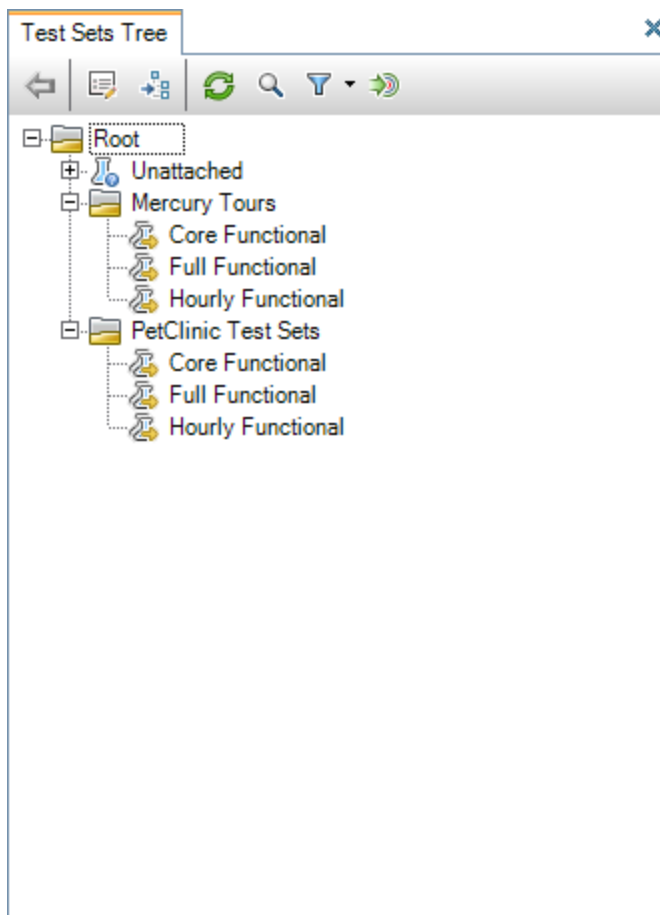 Test Sets Tree
Root
Unattached
Mercury Tours
Core Functional
Full Functional
Hourly Functional
PetClinic Test Sets
Core Functional
Full Functional
Hourly Functional